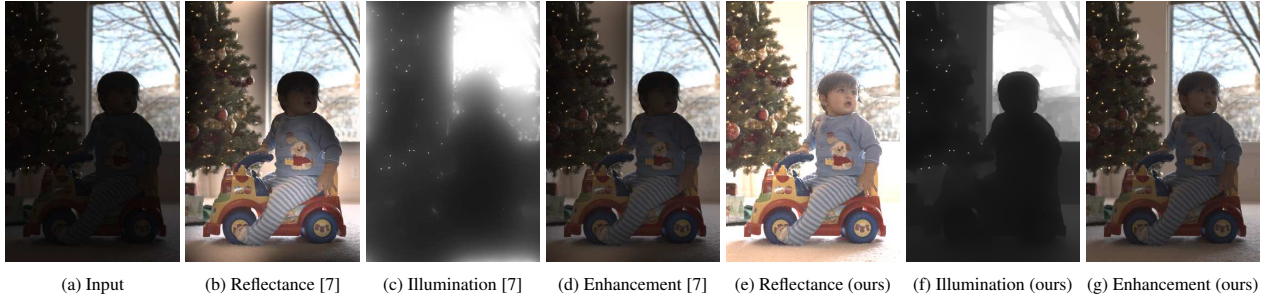 (a) Input
(b) Reflectance [7]
(c) Illumination [7]
(d) Enhancement [7]
(e) Reflectance (ours)
(f) Illumination (ours)
(g) Enhancement (ours)